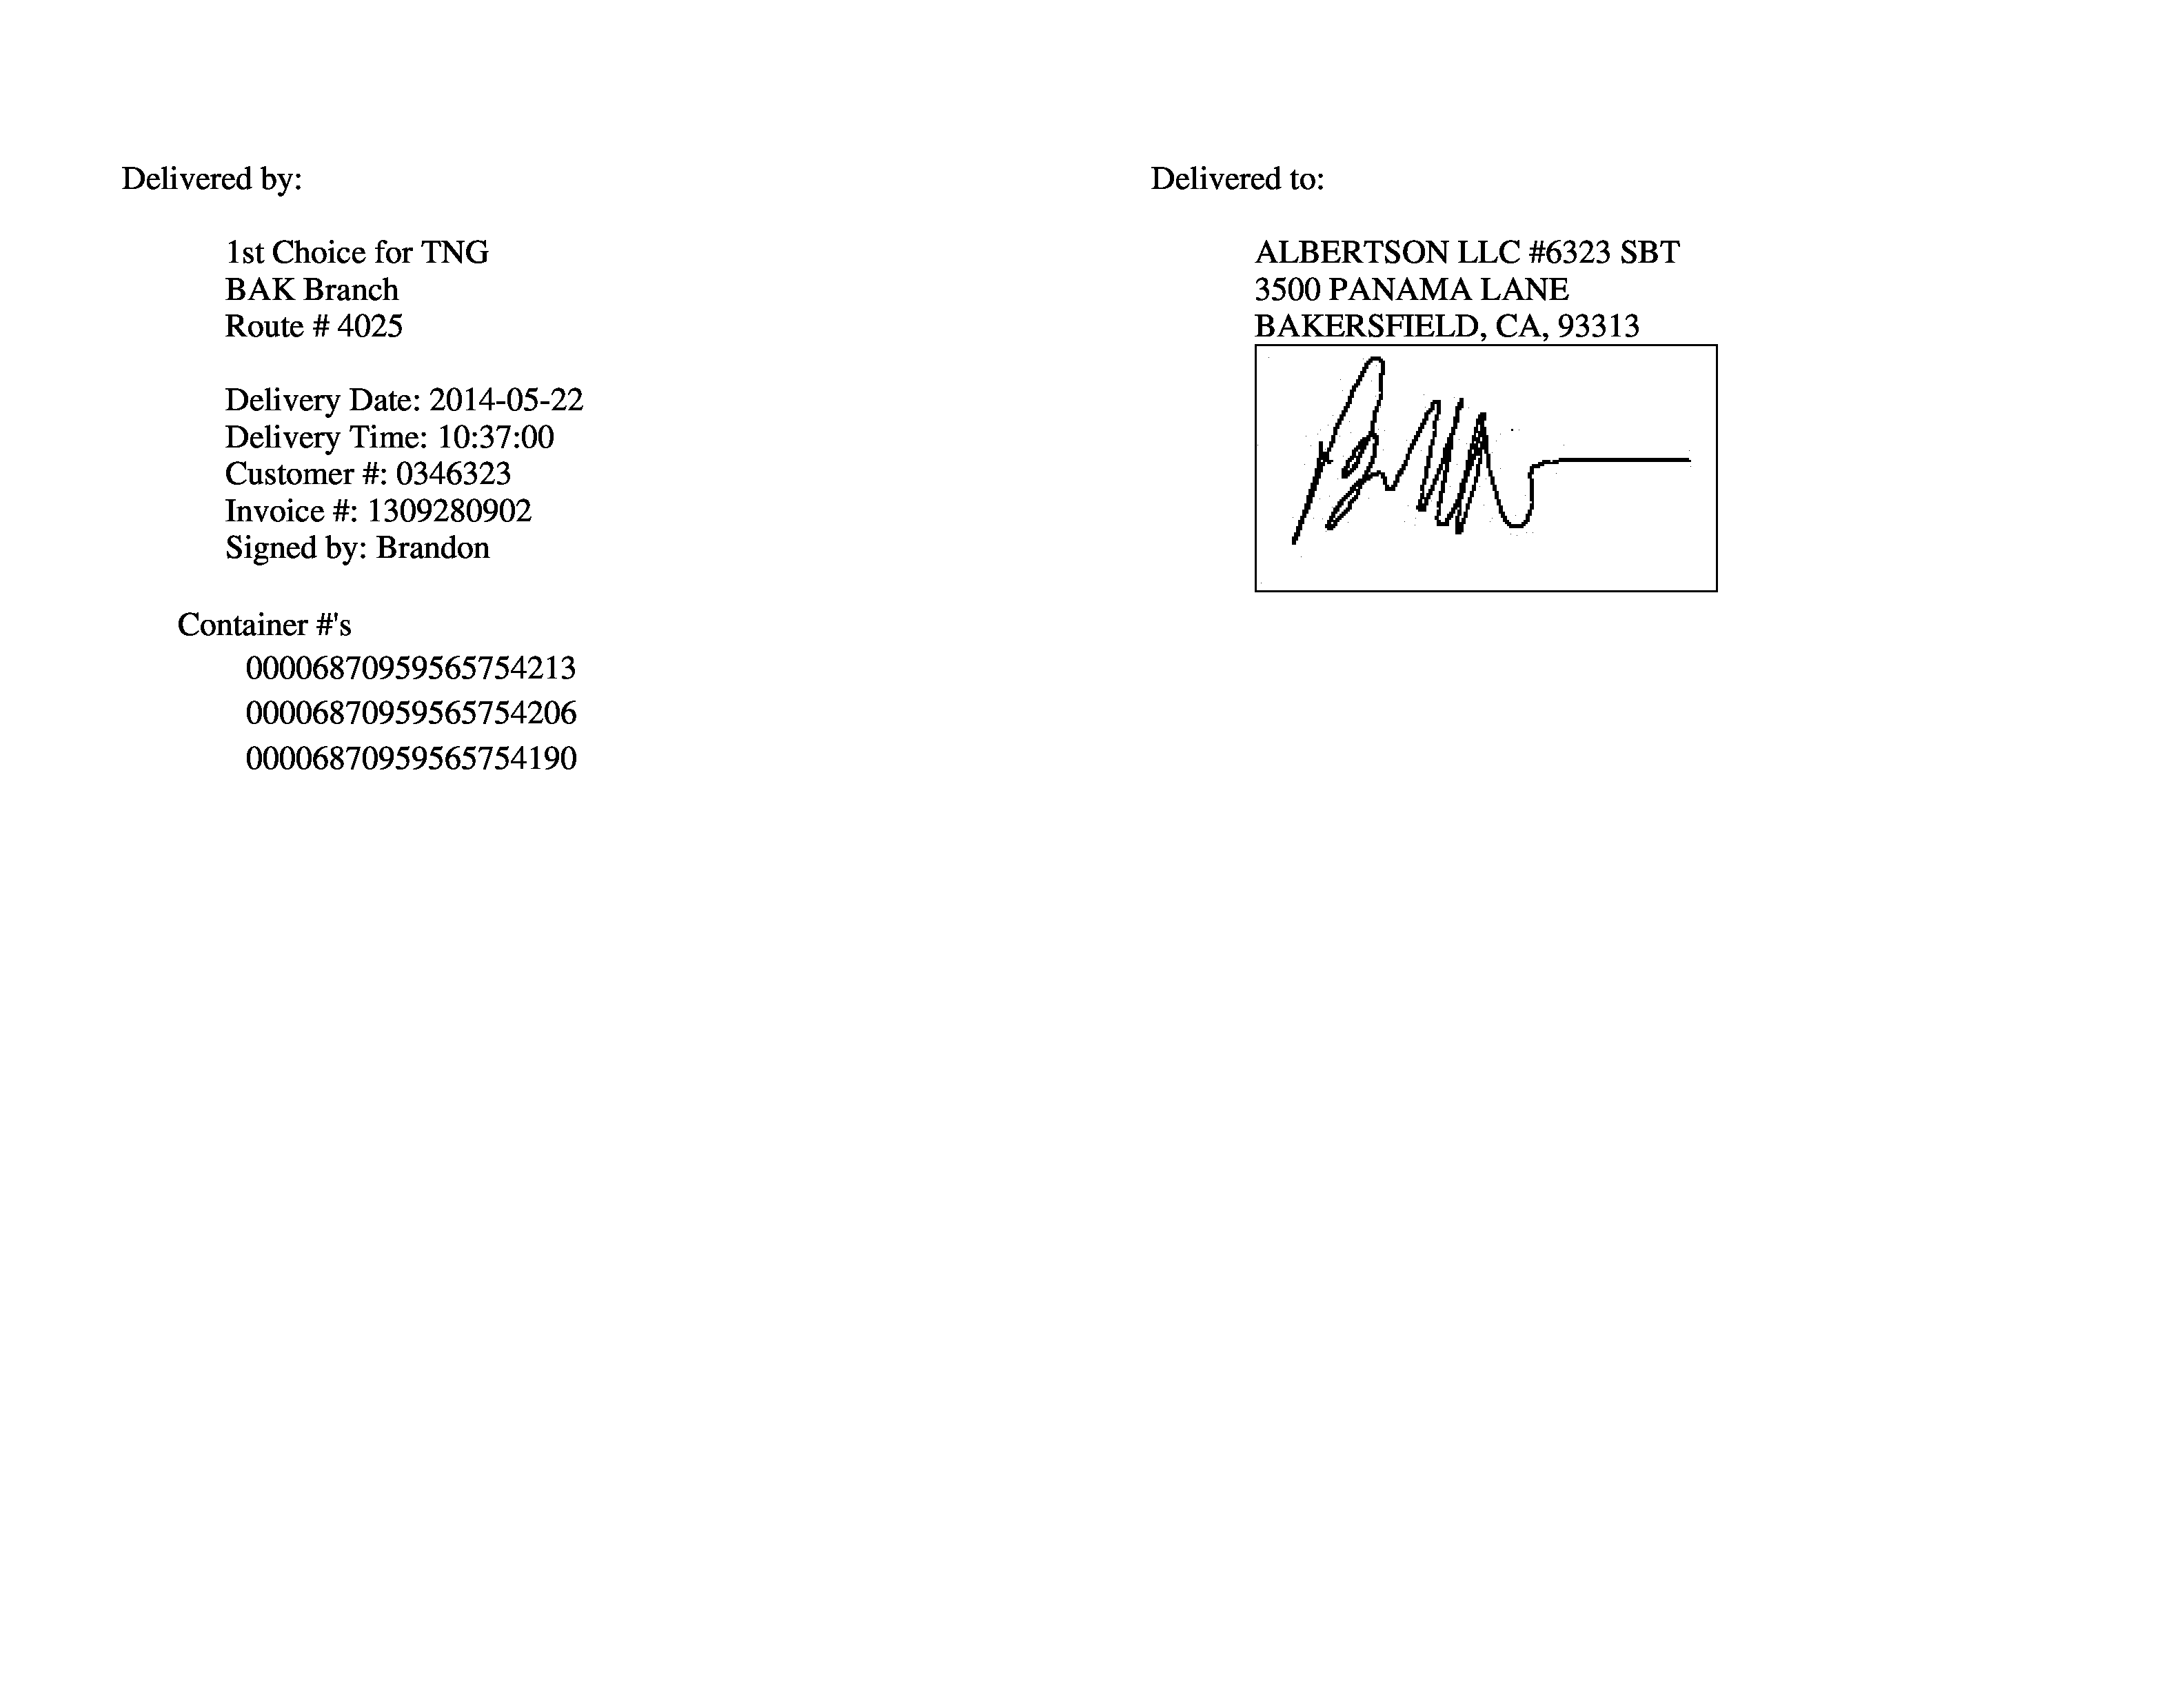 Delivered by:
1st Choice for TNG
BAK Branch
Route # 4025
Delivery Date: 2014-05-22
Delivery Time: 10:37:00
Customer #: 0346323
Invoice #: 1309280902
Signed by: Brandon
Container #'s
00006870959565754213
00006870959565754206
00006870959565754190
Delivered to:
ALBERTSON LLC #6323 SBT
3500 PANAMA LANE
BAKERSFIELD, CA, 93313